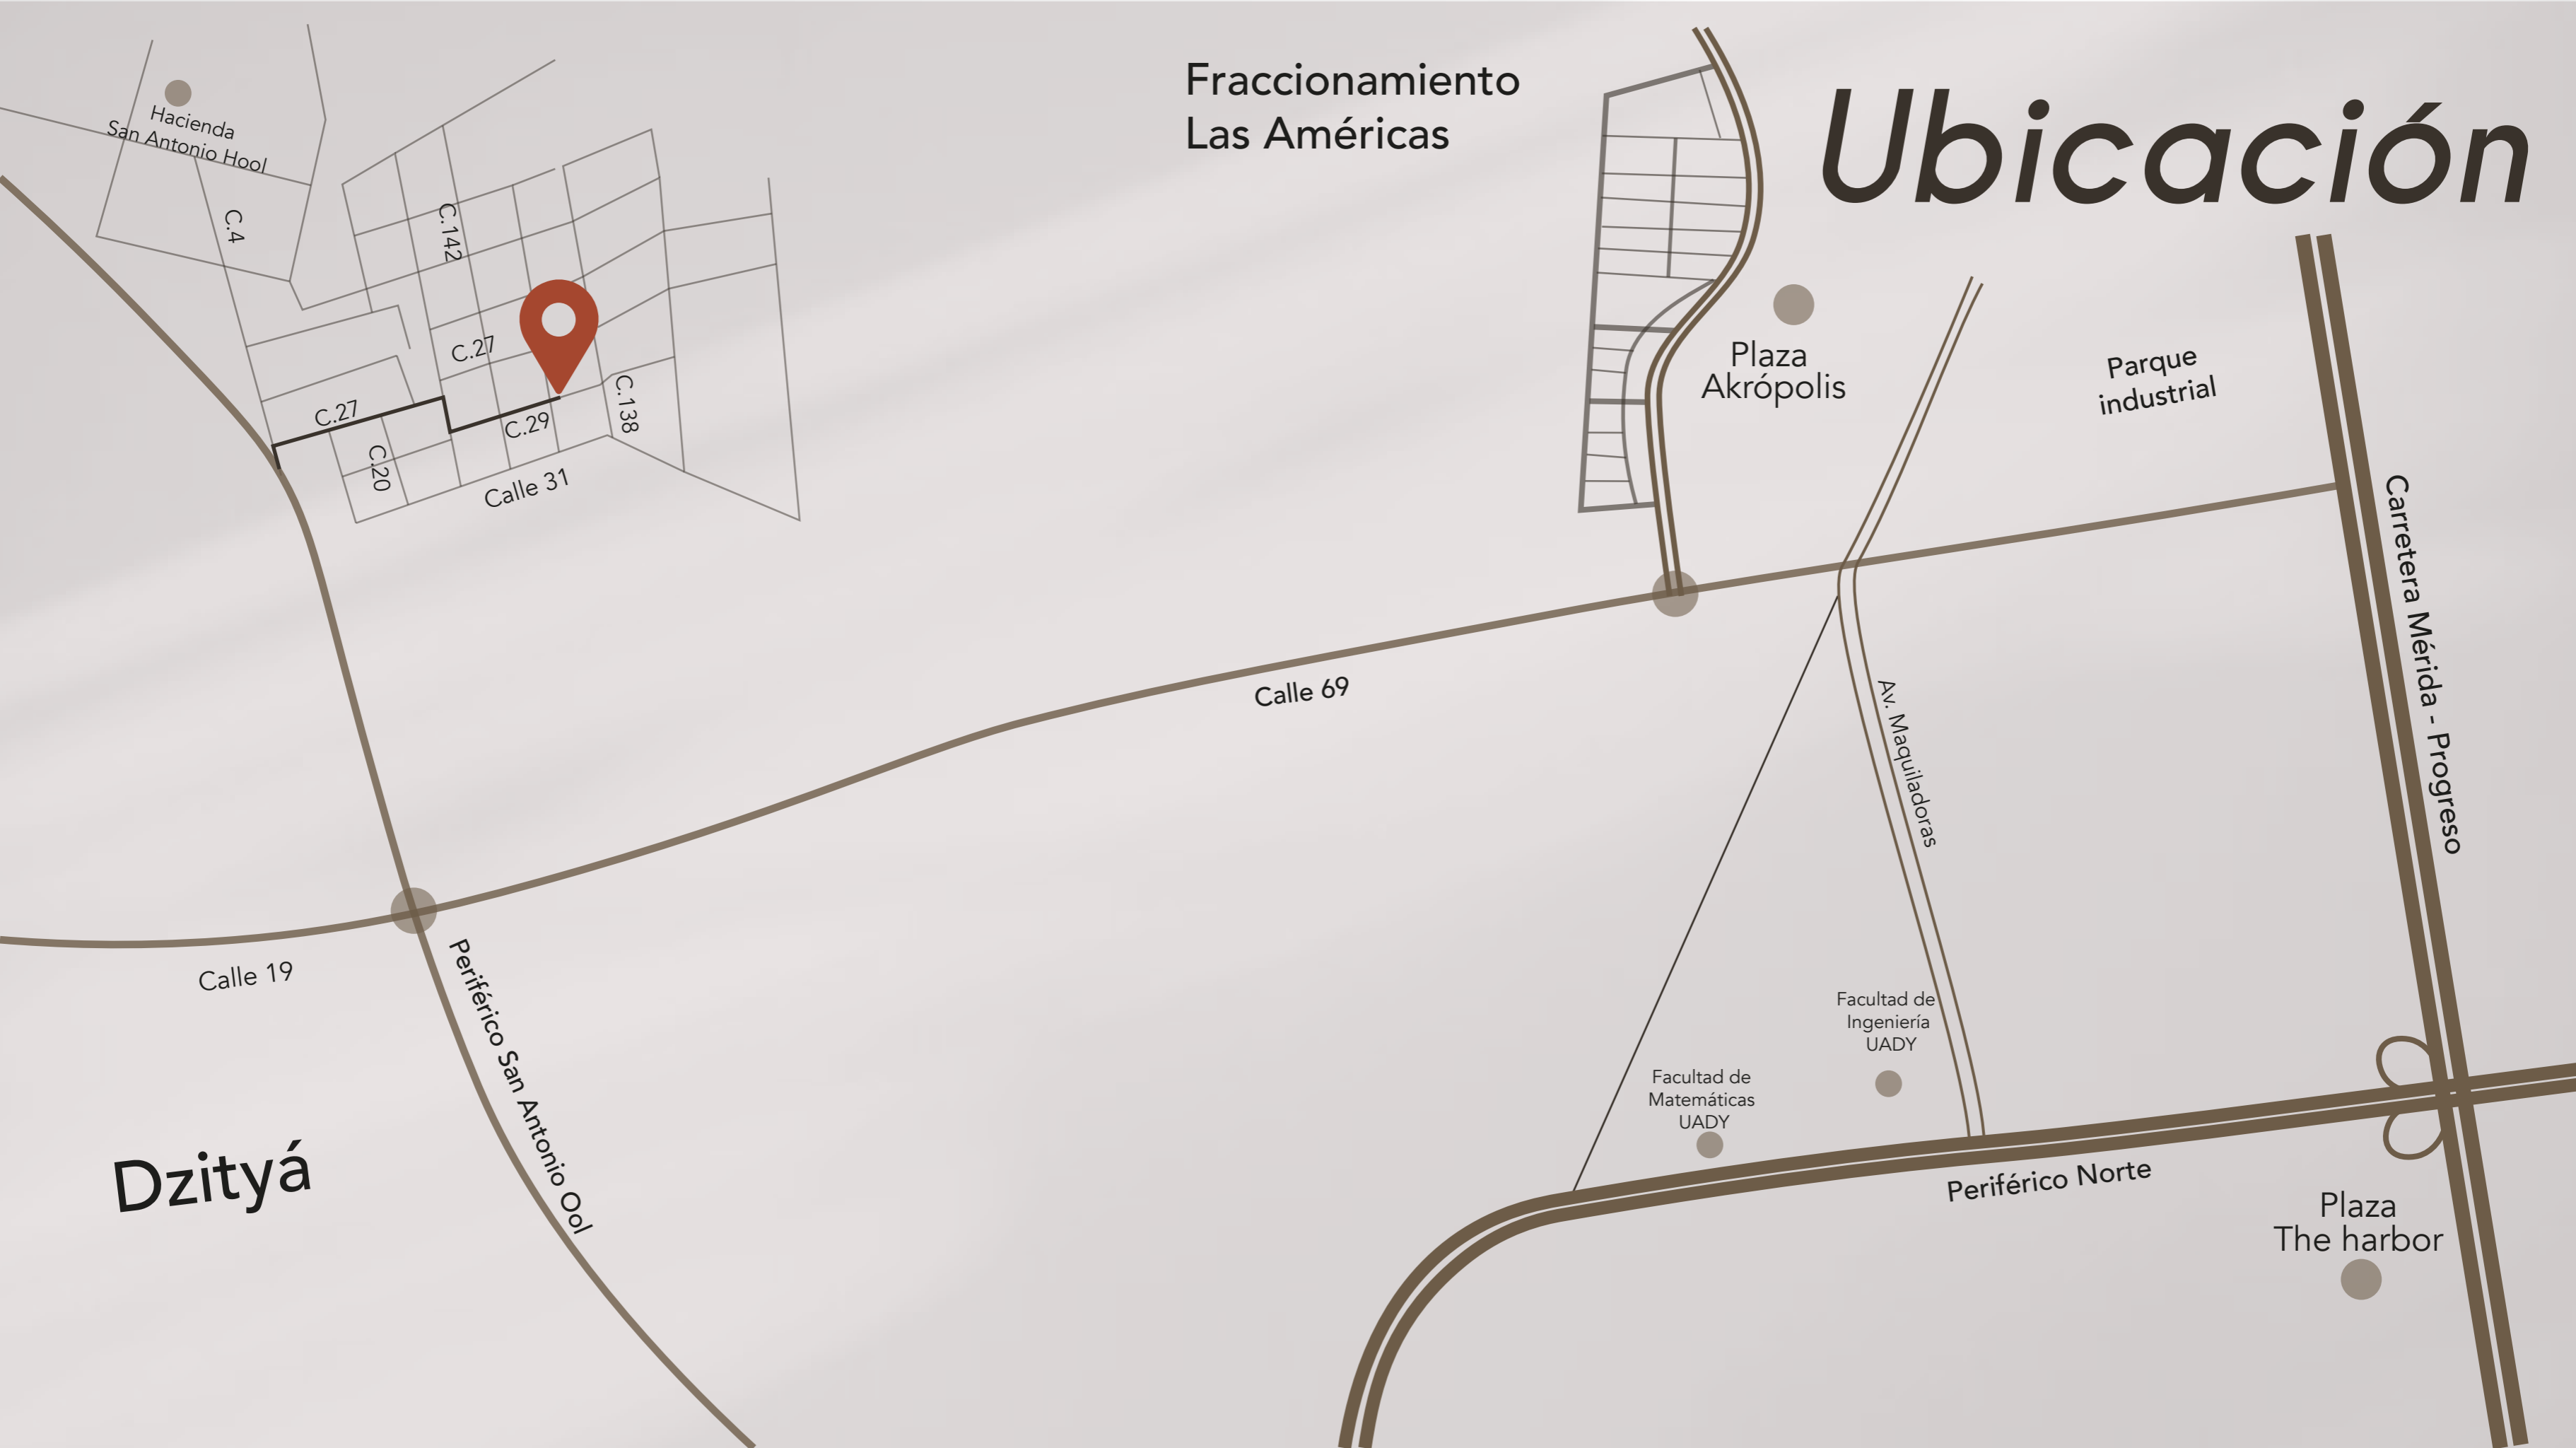 Ubicación
Fraccionamiento
Las Américas
Hacienda
San Antonio Hool
C.4
C.142
C.27
C.27
C.29
C.138
C.20
Calle 31
Plaza
Akrópolis
Parque
industrial
Carretera Mérida - Progreso
Calle 69
Av. Maquiladoras
Calle 19
Periférico San Antonio Ool
Dzityá
Facultad de
Ingeniería
UADY
Facultad de
Matemáticas
UADY
Periférico Norte
Plaza
The harbor